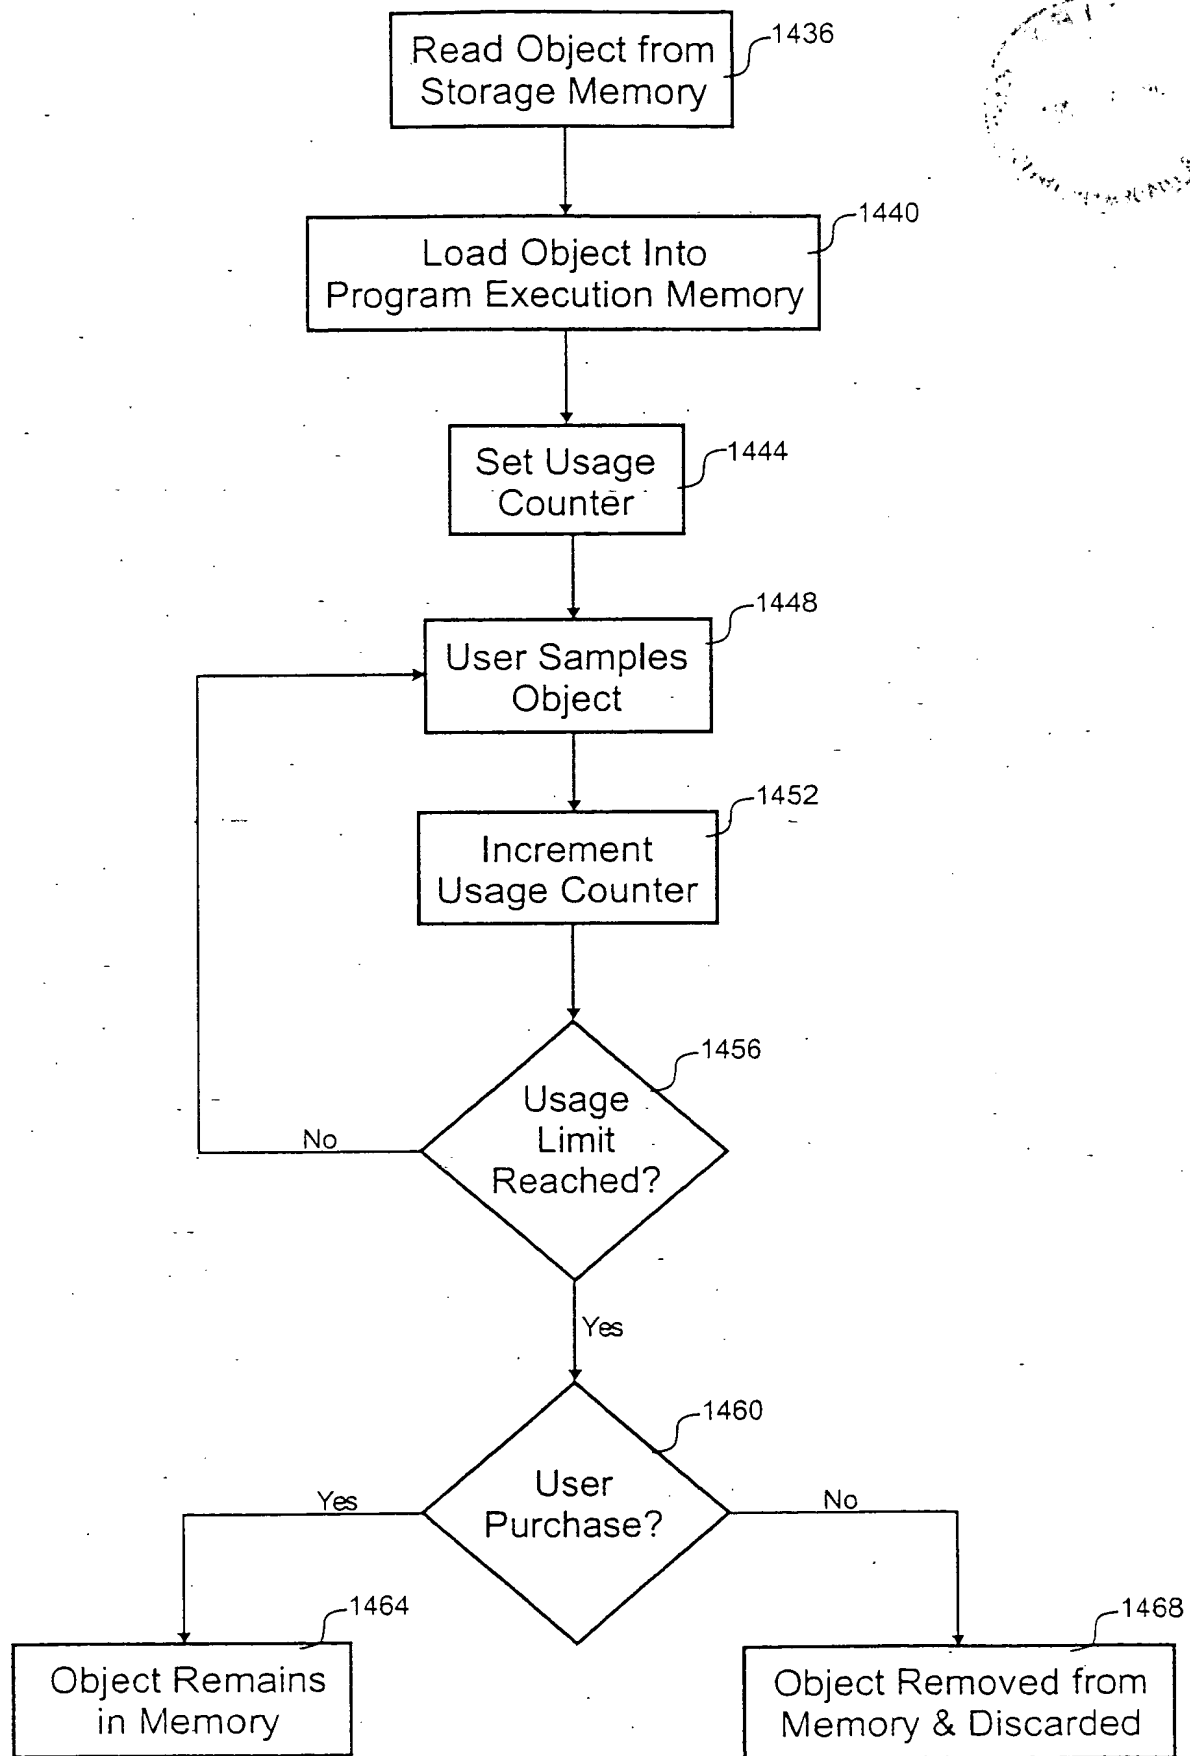 Read Object from
Storage Memory
1436
Load Object Into
Program Execution Memory
1440
Set Usage
Counter
1444
User Samples
Object
1448
Increment
Usage Counter
1452
Usage
Limit
Reached?
1456
No
Yes
User
Purchase?
1460
Yes
No
Object Remains
in Memory
1464
Object Removed from
Memory & Discarded
1468